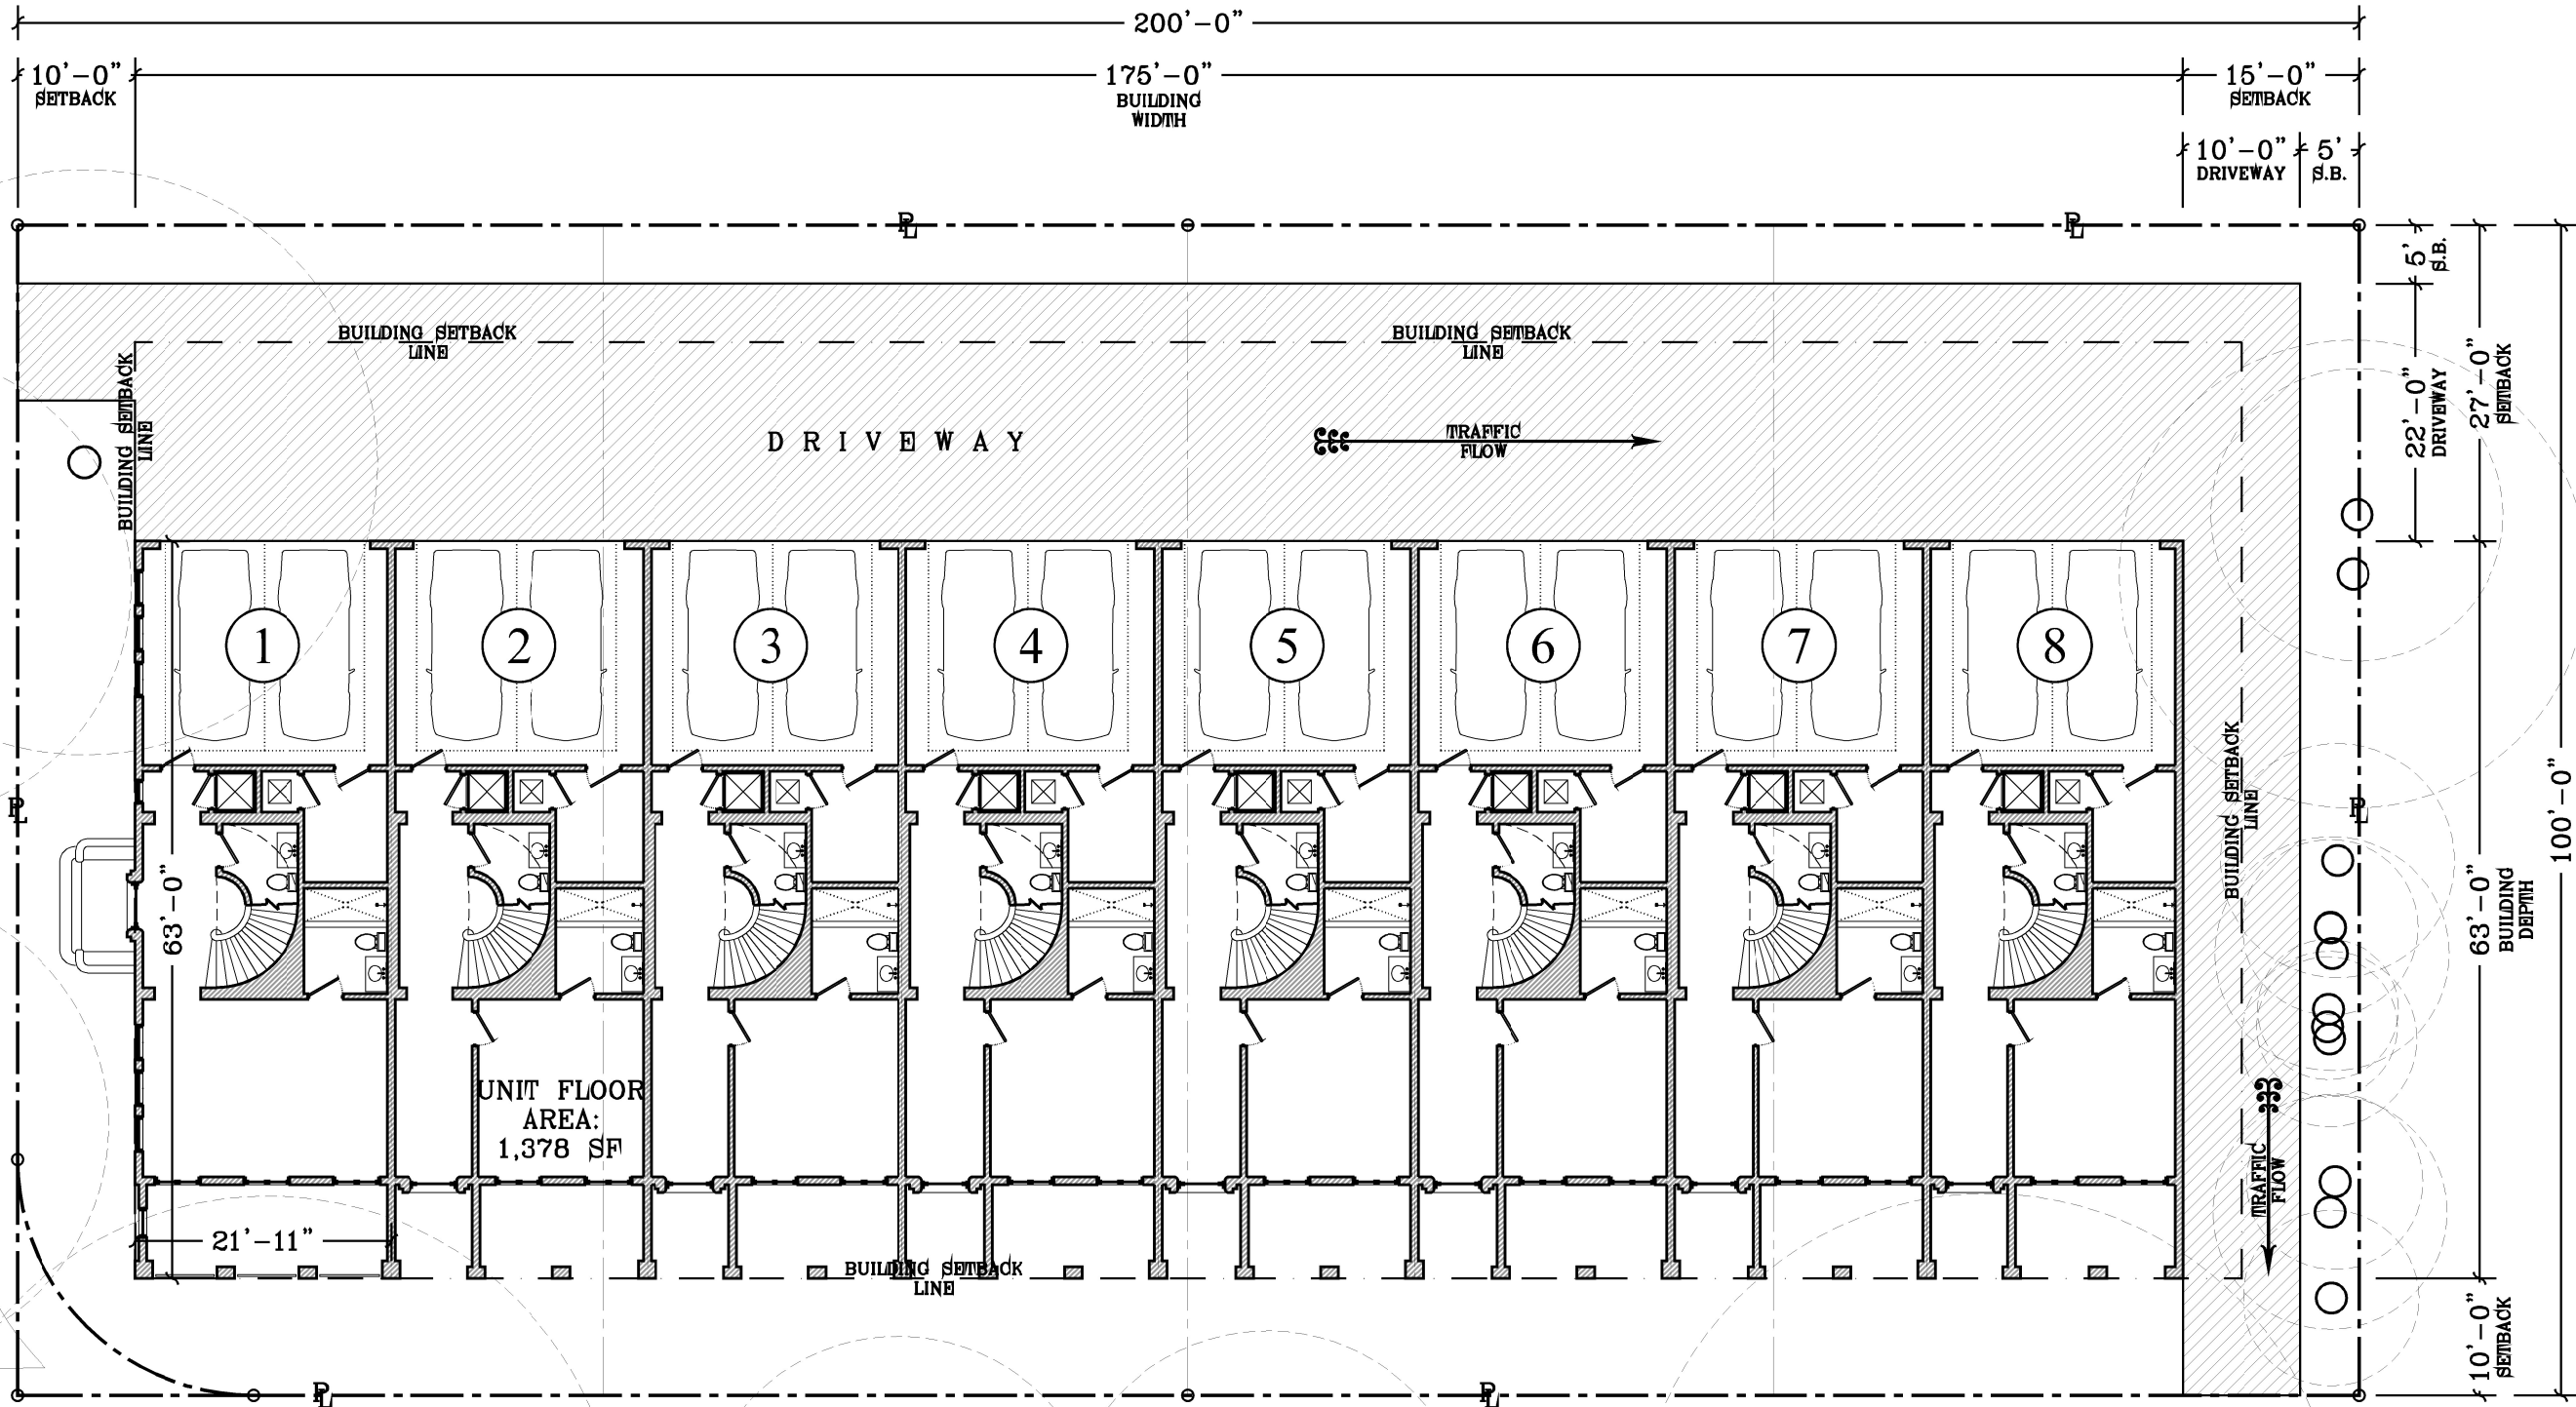 200'-0"
10'-0"
SETBACK
175'-0"
BUILDING
WIDTH
15'-0"
SETBACK
10'-0"
DRIVEWAY
5'
S.B.
PL
PL
5'
S.B.
BUILDING SETBACK
LINE
BUILDING SETBACK
LINE
BUILDING SETBACK
LINE
22'-0"
DRIVEWAY
27'-0"
SETBACK
DRIVEWAY
TRAFFIC
FLOW
1
2
3
4
5
6
7
8
PL
PL
BUILDING SETBACK
LINE
100'-0"
63'-0"
63'-0"
BUILDING
DEPTH
UNIT FLOOR
AREA:
1,378 SF
TRAFFIC
FLOW
21'-11"
BUILDING SETBACK
LINE
10'-0"
SETBACK
PL
PL